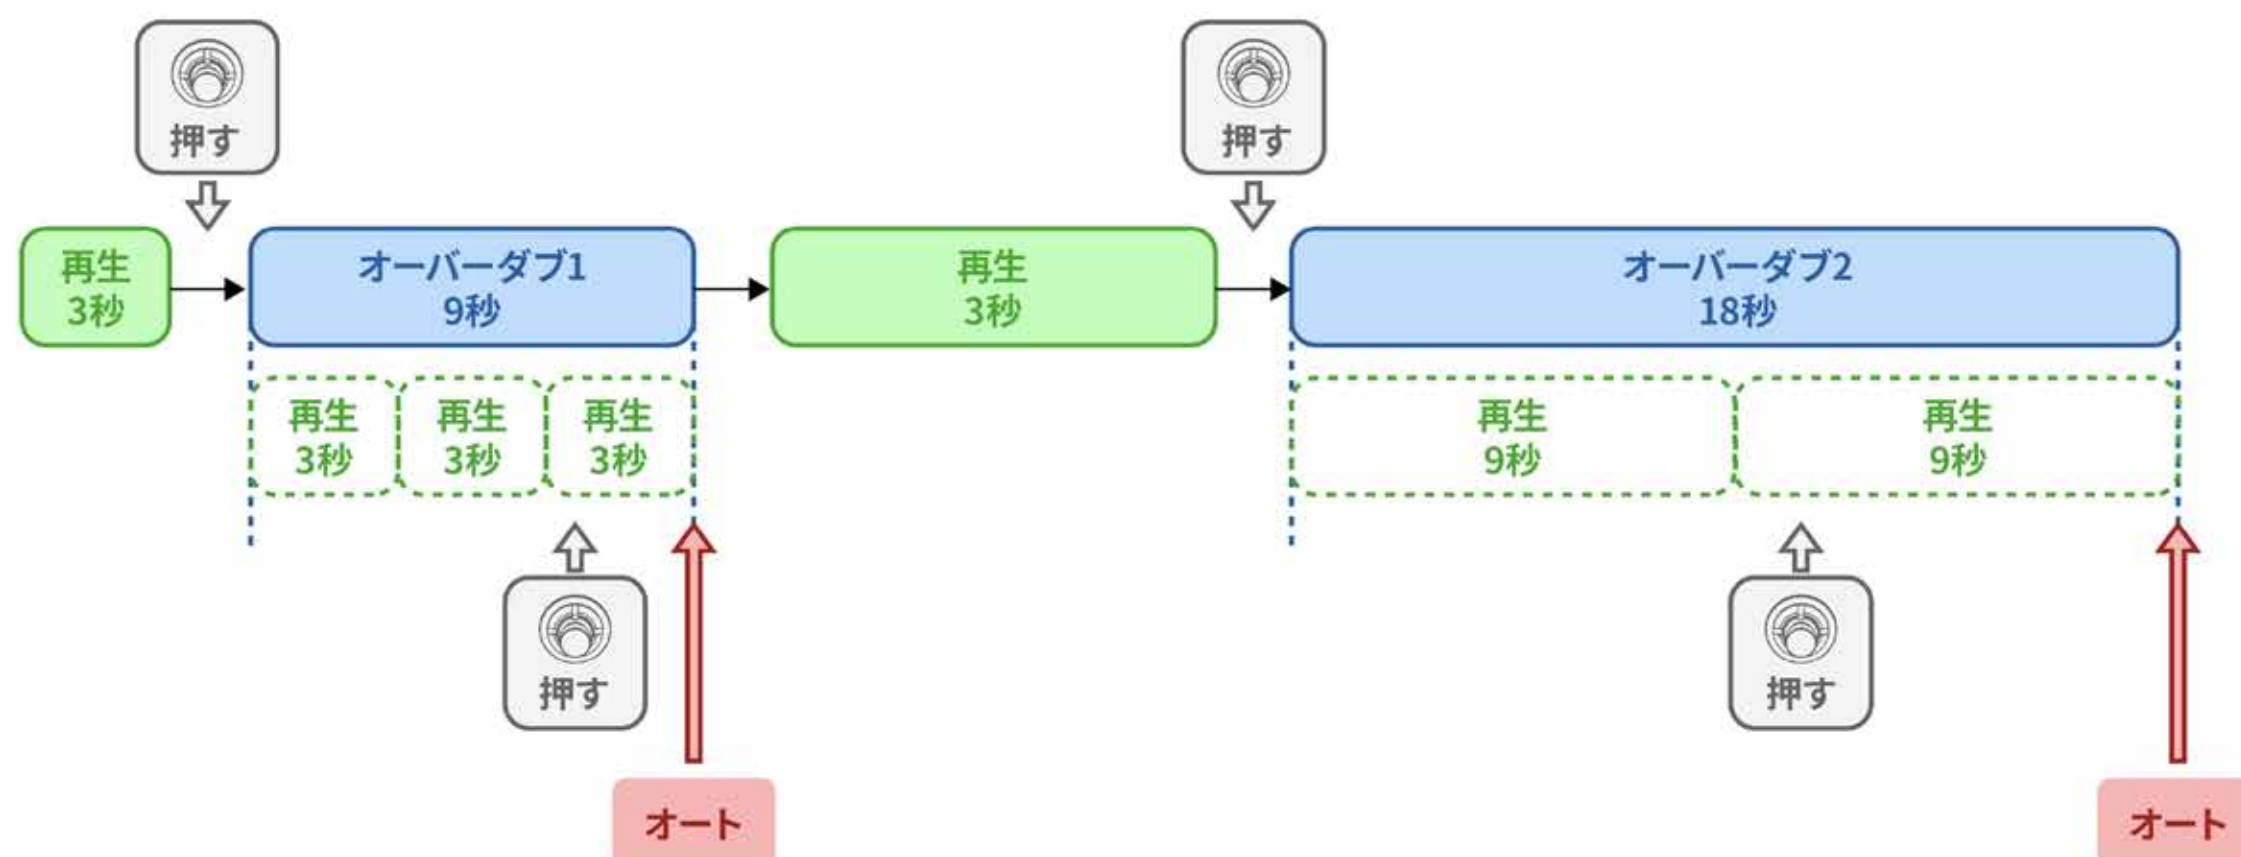 押す
押す
再生
3秒
オーバーダブ1
9秒
再生
3秒
オーバーダブ2
18秒
再生
3秒
再生
3秒
再生
3秒
再生
9秒
再生
9秒
押す
押す
オート
オート